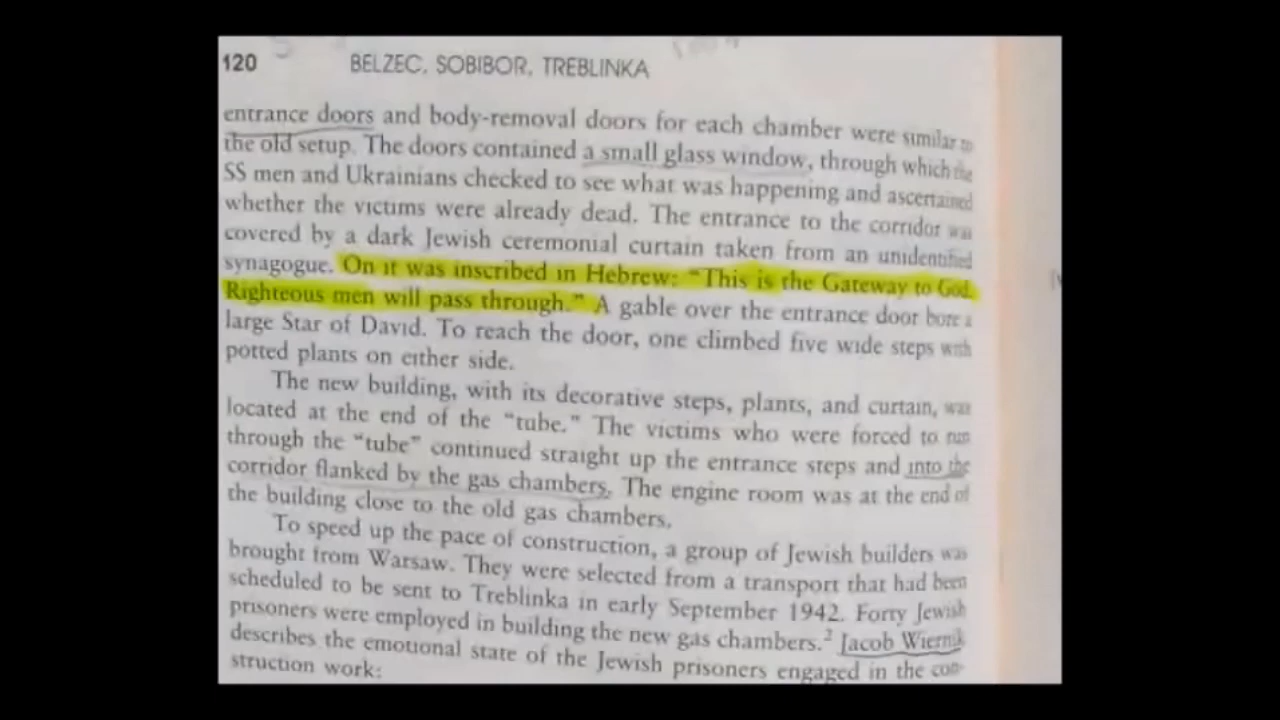 120 BELZEC, SOBIBOR, TREBLINKA
entrance doors and body-removal doors for each chamber were similar to
the old setup. The doors contained a small glass window, through which the
SS men and Ukrainians checked to see what was happening and ascertained
whether the victims were already dead. The entrance to the corridor was
covered by a dark Jewish ceremonial curtain taken from an unidentified
synagogue. On it was inscribed in Hebrew: "This is the Gateway to God.
Righteous men will pass through." A gable over the entrance door bore a
large Star of David. To reach the door, one climbed five wide steps with
potted plants on either side.
The new building, with its decorative steps, plants, and curtain, was
located at the end of the "tube." The victims who were forced to run
through the "tube" continued straight up the entrance steps and into the
corridor flanked by the gas chambers. The engine room was at the end of
the building close to the old gas chambers.
To speed up the pace of construction, a group of Jewish builders was
brought from Warsaw. They were selected from a transport that had been
scheduled to be sent to Treblinka in early September 1942. Forty Jewish
prisoners were employed in building the new gas chambers.² Jacob Wiernik
describes the emotional state of the Jewish prisoners engaged in the con-
struction work: